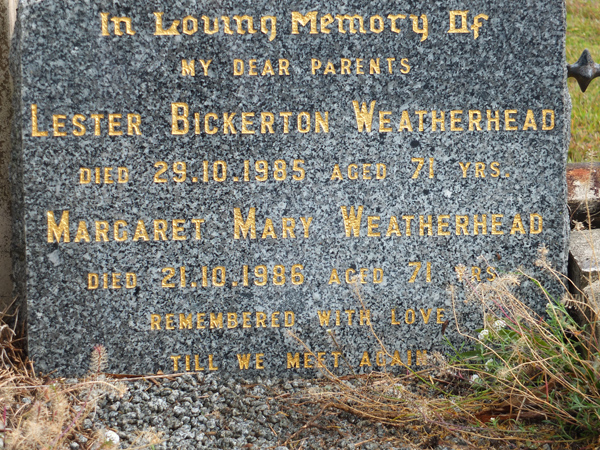 In Loving Memory Of
MY DEAR PARENTS
LESTER BICKERTON WEATHERHEAD
DIED 29.10.1985 AGED 71 YRS.
MARGARET MARY WEATHERHEAD
DIED 21.10.1986 AGED 71 YRS
REMEMBERED WITH LOVE
TILL WE MEET AGAIN